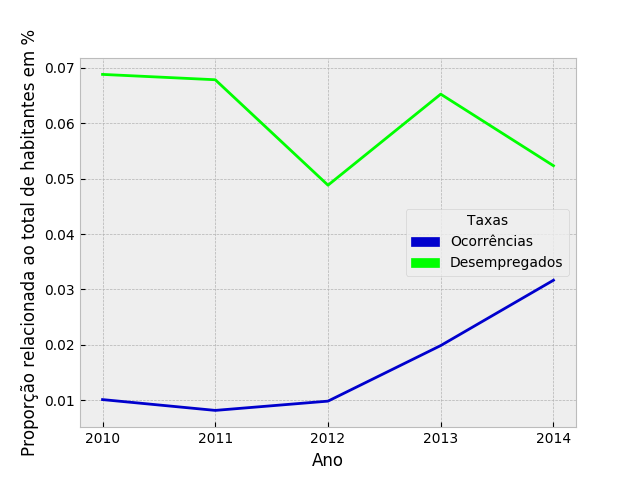 Proporção relacionada ao total de habitantes em %
0.07
0.06
0.05
0.04
0.03
0.02
0.01
Taxas
Ocorrências
Desempregados
2010 2011 2012 2013 2014
Ano